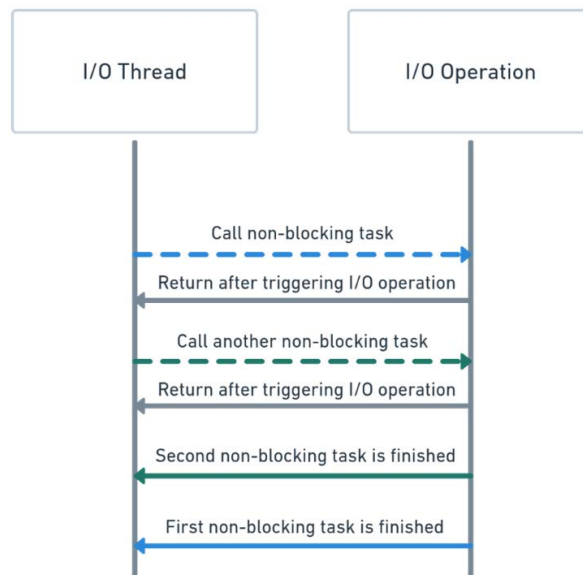 I/O Thread
I/O Operation
Call non-blocking task
Return after triggering I/O operation
Call another non-blocking task
Return after triggering I/O operation
Second non-blocking task is finished
First non-blocking task is finished